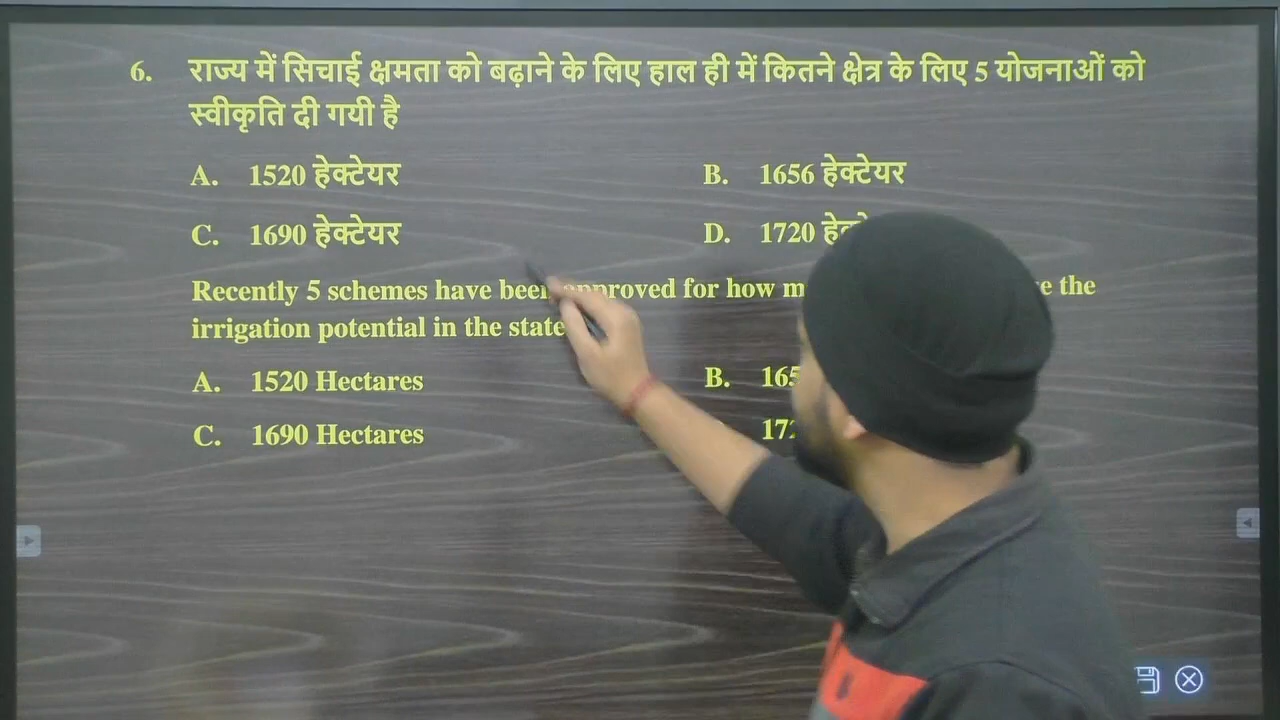 6. राज्य में सिचाई क्षमता को बढ़ाने के लिए हाल ही में कितने क्षेत्र के लिए 5 योजनाओं को
स्वीकृति दी गयी है
A. 1520 हेक्टेयर B. 1656 हेक्टेयर
C. 1690 हेक्टेयर D. 1720
Recently 5 schemes have been approved for how the
irrigation potential in the state
A. 1520 Hectares B.
C. 1690 Hectares